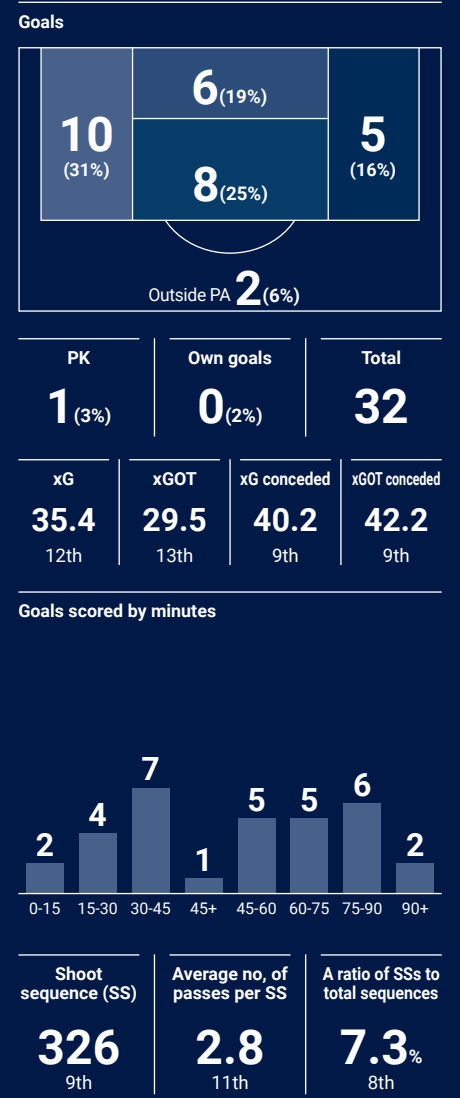 Goals
6(19%)
10
(31%)
5
(16%)
8(25%)
Outside PA 2(6%)
PK
Own goals
Total
1(3%)
0(2%)
32
xG
xGOT
xG conceded
xGOT conceded
35.4
29.5
40.2
42.2
12th
13th
9th
9th
Goals scored by minutes
2
4
7
1
5
5
6
2
0-15
15-30
30-45
45+
45-60
60-75
75-90
90+
Shoot
sequence (SS)
Average no, of
passes per SS
A ratio of SSs to
total sequences
326
2.8
7.3%
9th
11th
8th